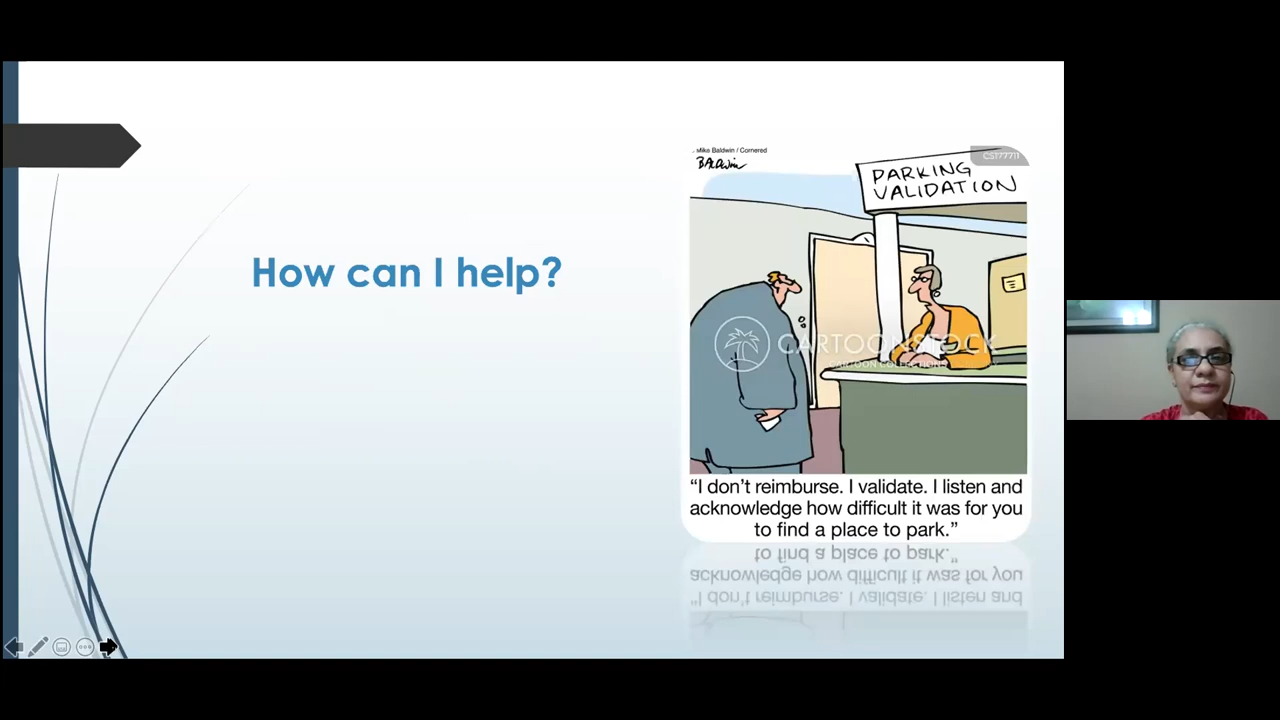 How can I help?
Mike Baldwin / Cornered
BALDWIN
CS177711
PARKING
VALIDATION
CARTOONSTOCK
“I don’t reimburse. I validate. I listen and
acknowledge how difficult it was for you
to find a place to park.”